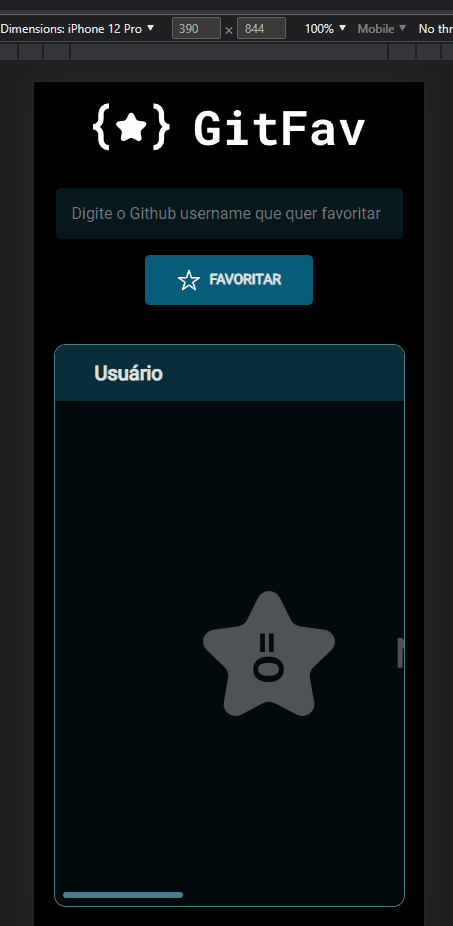 Dimensions: iPhone 12 Pro ▼ 390 × 844 100% ▼ Mobile ▼ No thr
{★} GitFav
Digite o Github username que quer favoritar
FAVORITAR
Usuário